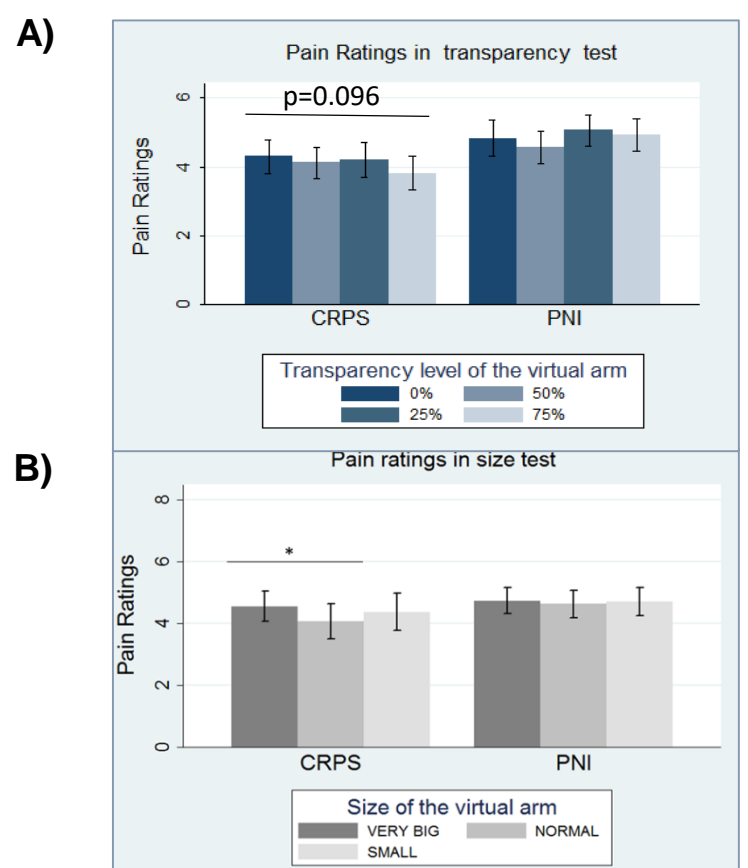 A)
Pain Ratings in transparency test
p=0.096
Pain Ratings
6
4
2
0
CRPS PNI
Transparency level of the virtual arm
0% 50%
25% 75%
B)
Pain ratings in size test
*
Pain Ratings
8
6
4
2
0
CRPS PNI
Size of the virtual arm
VERY BIG NORMAL
SMALL